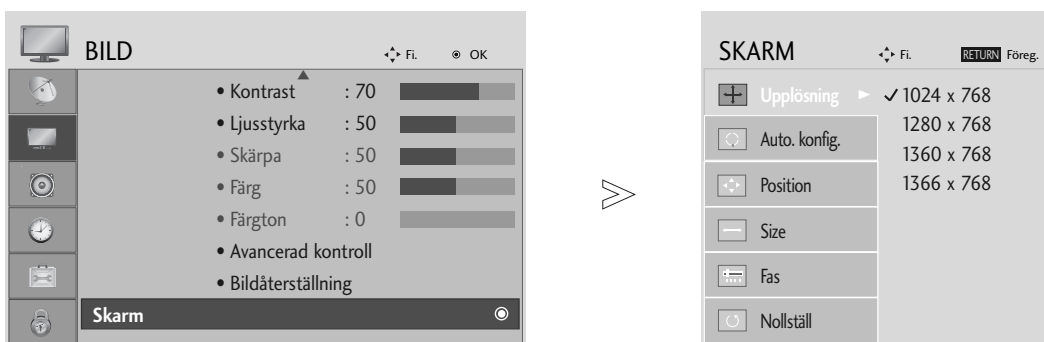 BILD Fi. OK
• Kontrast : 70
• Ljusstyrka : 50
• Skärpa : 50
• Färg : 50
• Färgton : 0
• Avancerad kontroll
• Bildåterställning
Skarm
SKARM Fi. RETURN Föreg.
Upplösning ► ✓ 1024 x 768
1280 x 768
1360 x 768
1366 x 768
Auto. konfig.
Position
Size
Fas
Nollställ